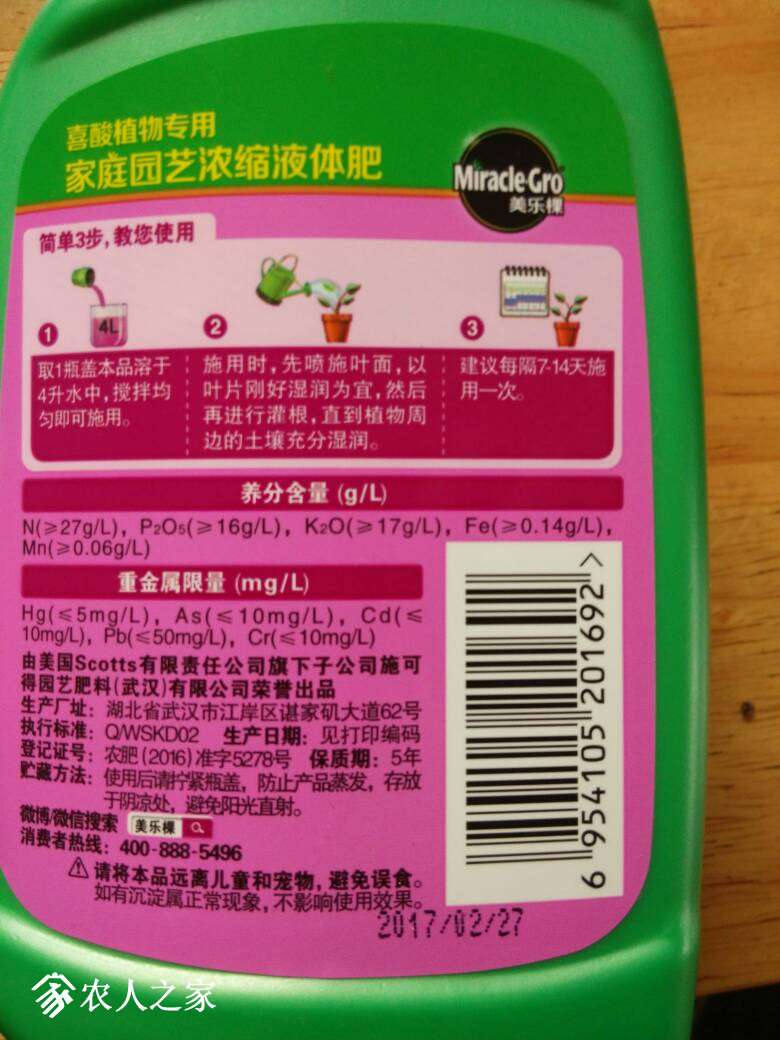 喜酸植物专用
家庭园艺浓缩液体肥
Miracle-Gro
美乐棵
简单3步,教您使用
4L
1
取1瓶盖本品溶于
4升水中,搅拌均
匀即可施用。
2
施用时,先喷施叶面,以
叶片刚好湿润为宜,然后
再进行灌根,直到植物周
边的土壤充分湿润。
3
建议每隔7-14天施
用一次。
养分含量 (g/L)
N(≥27g/L), P₂O₅(≥16g/L), K₂O(≥17g/L), Fe(≥0.14g/L),
Mn(≥0.06g/L)
重金属限量 (mg/L)
Hg(≤5mg/L), As(≤10mg/L), Cd(≤
10mg/L), Pb(≤50mg/L), Cr(≤10mg/L)
由美国Scotts有限责任公司旗下子公司施可
得园艺肥料(武汉)有限公司荣誉出品
生产厂址: 湖北省武汉市江岸区谌家矶大道62号
执行标准: Q/WSKD02 生产日期: 见打印编码
登记证号: 农肥(2016)准字5278号 保质期: 5年
贮藏方法: 使用后请拧紧瓶盖,防止产品蒸发,存放
于阴凉处,避免阳光直射。
微博/微信搜索 美乐棵
消费者热线: 400-888-5496
请将本品远离儿童和宠物,避免误食。
如有沉淀属正常现象,不影响使用效果。
2017/02/27
6 954105 201692 >
农人之家